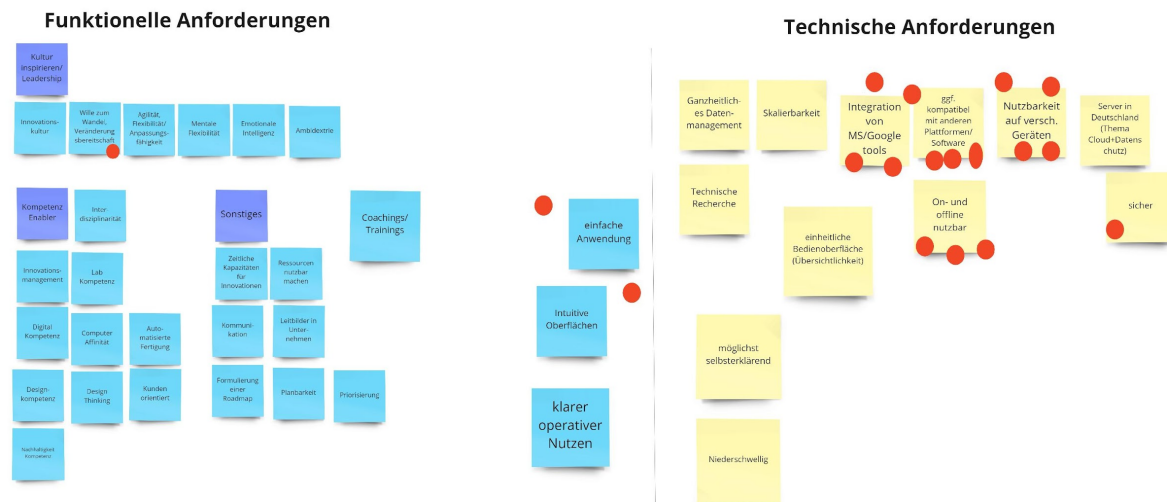 Funktionelle Anforderungen
Kultur
inspirieren/
Leadership
Innovations-
kultur
Wille zum
Wandel,
Veränderung
sbereitschaft
Agilität,
Flexibilität/
Anpassungs-
fähigkeit
Mentale
Flexibilität
Emotionale
Intelligenz
Ambidextrie
Kompetenz
Enabler
Inter
disziplinarität
Innovations-
management
Lab
Kompetenz
Digital
Kompetenz
Computer
Affinität
Auto-
matisierte
Fertigung
Design-
kompetenz
Design
Thinking
Kunden
orientiert
Nachhaltigkeit
Kompetenz
Sonstiges
Zeitliche
Kapazitäten
für
Innovationen
Ressourcen
nutzbar
machen
Kommuni-
kation
Leitbilder in
Unter-
nehmen
Formulierung
einer
Roadmap
Planbarkeit
Priorisierung
Coachings/
Trainings
einfache
Anwendung
Intuitive
Oberflächen
klarer
operativer
Nutzen
Technische Anforderungen
Ganzheitlich-
es Daten-
management
Skalierbarkeit
Integration
von
MS/Google
tools
ggf.
kompatibel
mit anderen
Plattformen/
Software
Nutzbarkeit
auf versch.
Geräten
Server in
Deutschland
(Thema
Cloud+Datens
chutz)
Technische
Recherche
einheitliche
Bedienoberfläche
(Übersichtlichkeit)
On- und
offline
nutzbar
sicher
möglichst
selbsterklärend
Niederschwellig